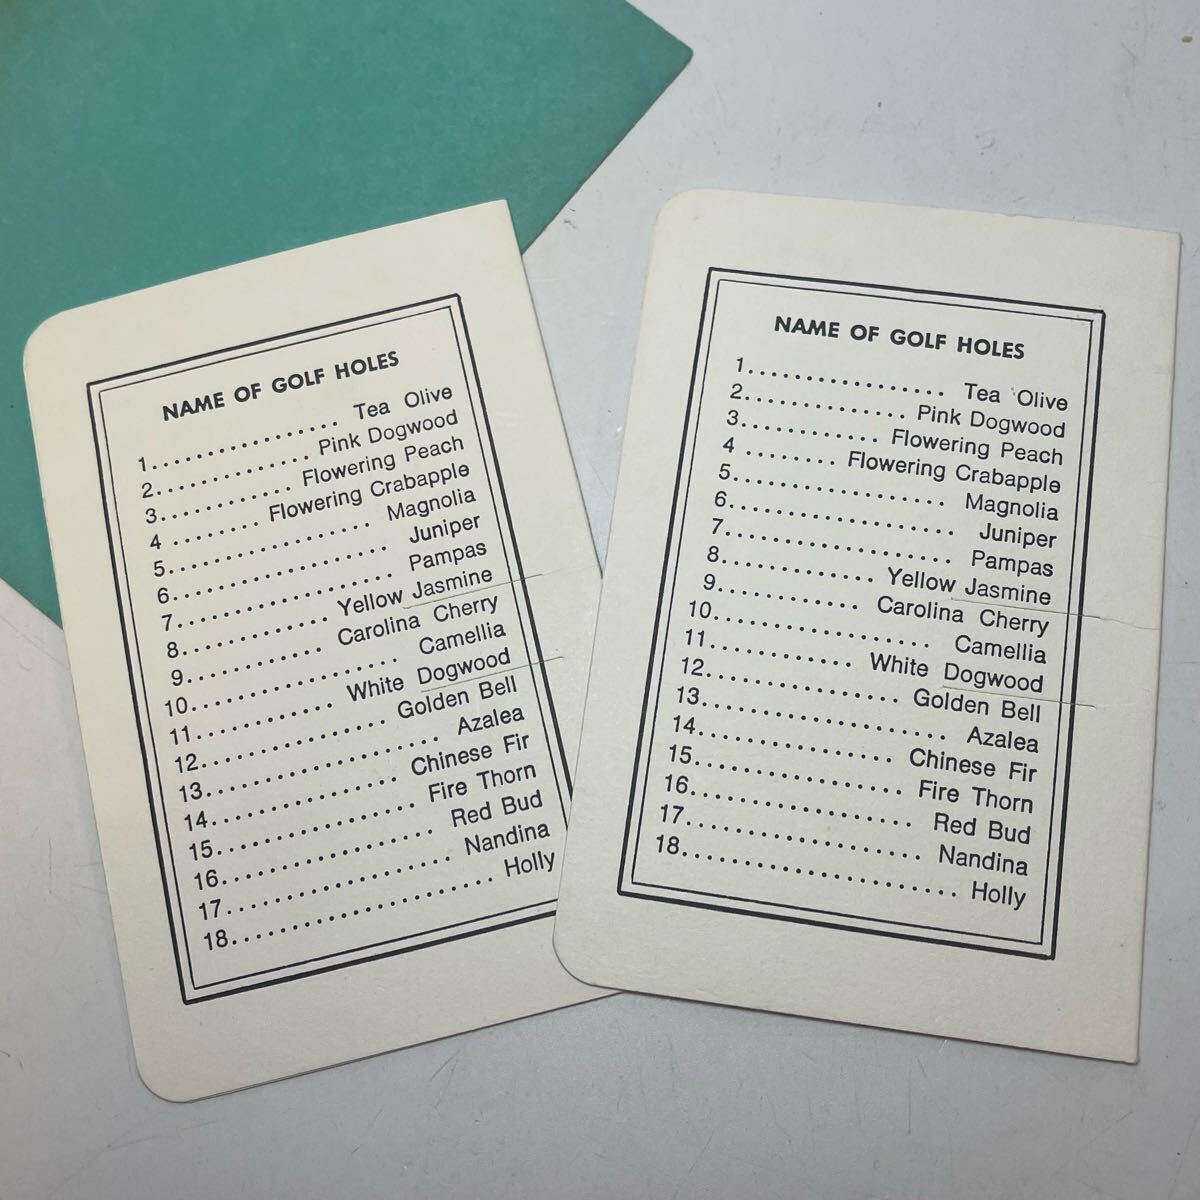 NAME OF GOLF HOLES
1................. Tea Olive
2............. Pink Dogwood
3............ Flowering Peach
4 ........ Flowering Crabapple
5.................. Magnolia
6.................... Juniper
7.................... Pampas
8............. Yellow Jasmine
9............ Carolina Cherry
10.................. Camellia
11............ White Dogwood
12................. Golden Bell
13.................... Azalea
14................. Chinese Fir
15.................. Fire Thorn
16................... Red Bud
17.................... Nandina
18........................ Holly
NAME OF GOLF HOLES
1................. Tea Olive
2.............. Pink Dogwood
3............ Flowering Peach
4 ........ Flowering Crabapple
5.................. Magnolia
6.................... Juniper
7.................... Pampas
8............. Yellow Jasmine
9............ Carolina Cherry
10................... Camellia
11............ White Dogwood
12................. Golden Bell
13.................... Azalea
14................. Chinese Fir
15.................. Fire Thorn
16................... Red Bud
17.................... Nandina
18........................ Holly